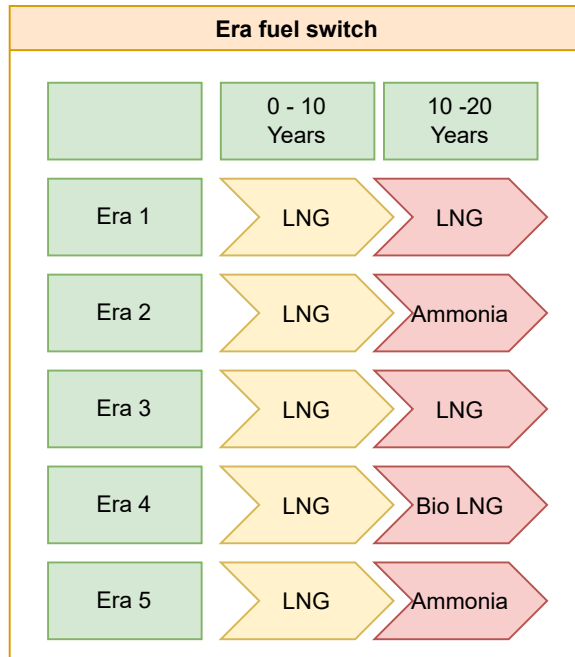 Era fuel switch
0 - 10 10 -20
Years Years
Era 1 LNG LNG
Era 2 LNG Ammonia
Era 3 LNG LNG
Era 4 LNG Bio LNG
Era 5 LNG Ammonia